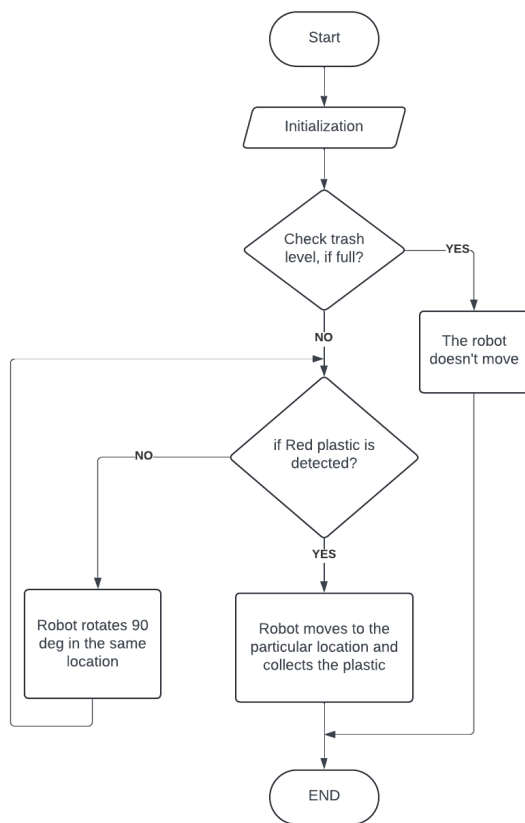 Start
Initialization
Check trash
level, if full?
YES
The robot
doesn't move
NO
if Red plastic is
detected?
NO
YES
Robot rotates 90
deg in the same
location
Robot moves to the
particular location and
collects the plastic
END